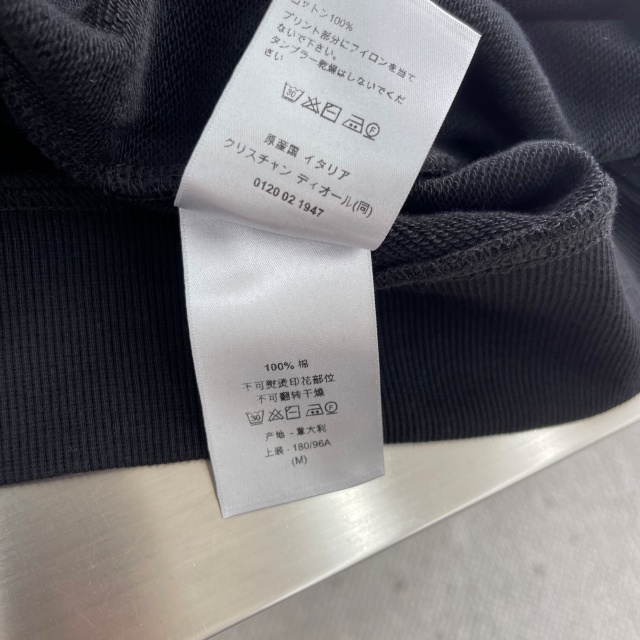 コットン100%
プリント部分にアイロンを当て
ないで下さい。
タンブラー乾燥はしないでくだ
さい
30
F
イタリア
クリスチャン ディオール(同)
0120 02 1947
100% 棉
不可熨烫印花部位
不可翻转干燥
产地 - 意大利
上装 - 180/96A
(M)